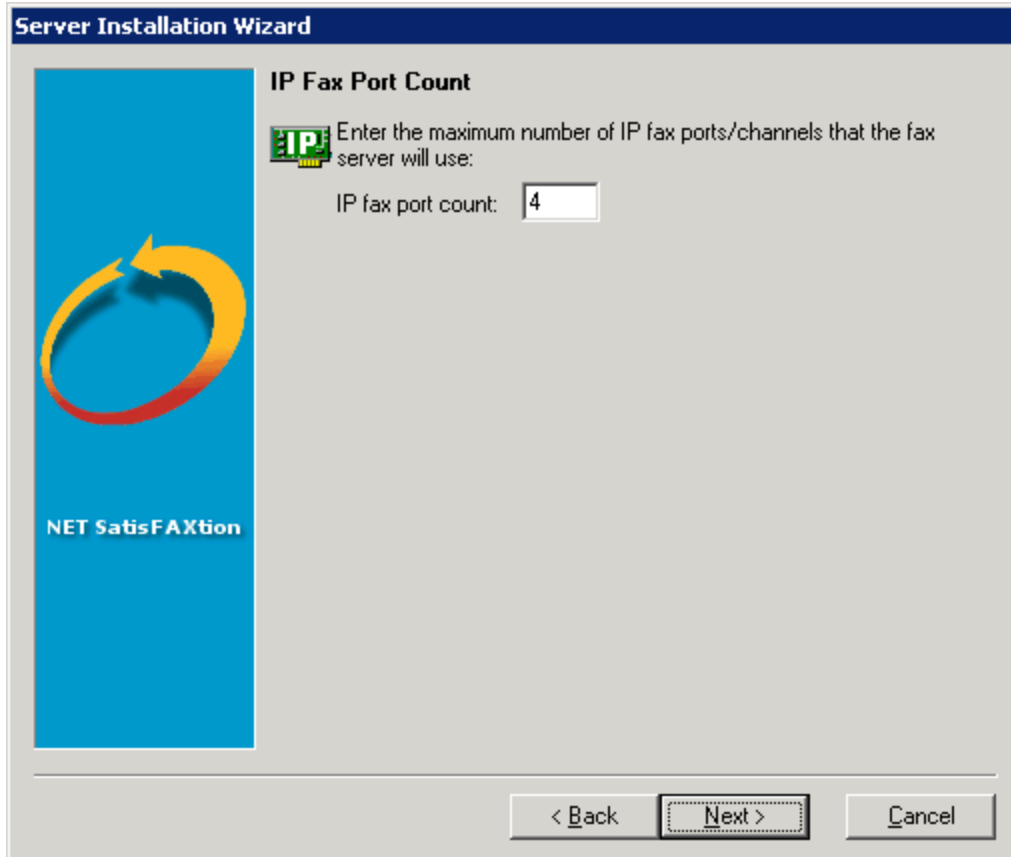 Server Installation Wizard
IP Fax Port Count
IP
Enter the maximum number of IP fax ports/channels that the fax
server will use:
IP fax port count: 4
NET SatisFAXtion
< Back Next > Cancel